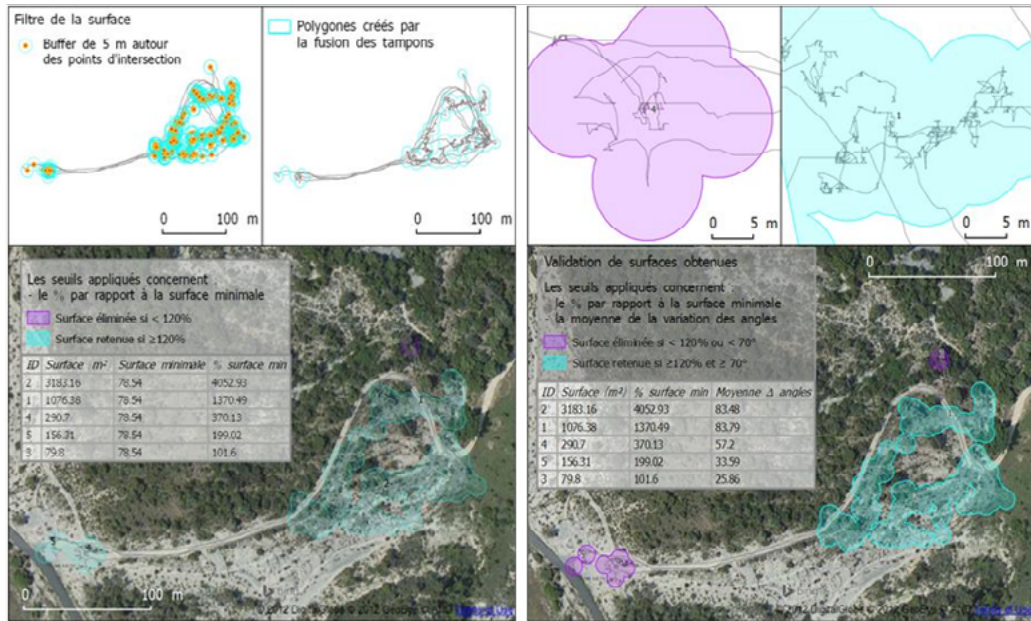 Filtre de la surface
Buffer de 5 m autour
des points d'intersection
0 100 m
Polygones créés par
la fusion des tampons
0 100 m
4
0 5 m
1
0 5 m
Les seuils appliqués concernent
- le % par rapport à la surface minimale
Surface éliminée si < 120%
Surface retenue si ≥120%
ID Surface m² Surface minimale % surface min
2 3183.16 78.54 4052.93
1 1076.38 78.54 1370.49
4 290.7 78.54 370.13
5 156.31 78.54 199.02
3 79.8 78.54 101.6
1
2
0 100 m
© 2012 DigitalGlobe © 2012 GeoEye
Validation de surfaces obtenues
Les seuils appliqués concernent :
le % par rapport à la surface minimale
- la moyenne de la variation des angles
Surface éliminée si < 120% ou < 70°
Surface retenue si ≥120% et ≥ 70°
ID Surface (m²) % surface min Moyenne Δ angles
2 3183.16 4052.93 83.48
1 1076.38 1370.49 83.79
4 290.7 370.13 57.2
5 156.31 199.02 33.59
3 79.8 101.6 25.86
0 100 m
© 2012 DigitalGlobe © 2012 GeoEye